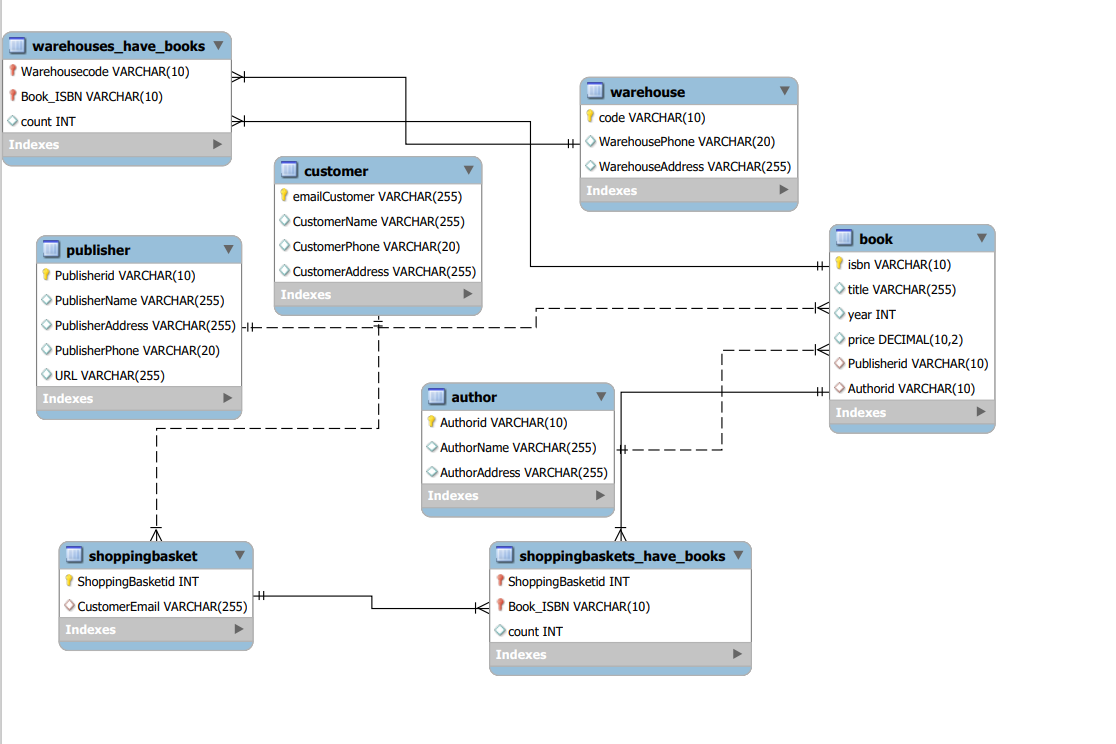 warehouses_have_books
Warehousecode VARCHAR(10)
Book_ISBN VARCHAR(10)
count INT
Indexes
warehouse
code VARCHAR(10)
WarehousePhone VARCHAR(20)
WarehouseAddress VARCHAR(255)
Indexes
customer
emailCustomer VARCHAR(255)
CustomerName VARCHAR(255)
CustomerPhone VARCHAR(20)
CustomerAddress VARCHAR(255)
Indexes
publisher
Publisherid VARCHAR(10)
PublisherName VARCHAR(255)
PublisherAddress VARCHAR(255)
PublisherPhone VARCHAR(20)
URL VARCHAR(255)
Indexes
book
isbn VARCHAR(10)
title VARCHAR(255)
year INT
price DECIMAL(10,2)
Publisherid VARCHAR(10)
Authorid VARCHAR(10)
Indexes
author
Authorid VARCHAR(10)
AuthorName VARCHAR(255)
AuthorAddress VARCHAR(255)
Indexes
shoppingbasket
ShoppingBasketid INT
CustomerEmail VARCHAR(255)
Indexes
shoppingbaskets_have_books
ShoppingBasketid INT
Book_ISBN VARCHAR(10)
count INT
Indexes